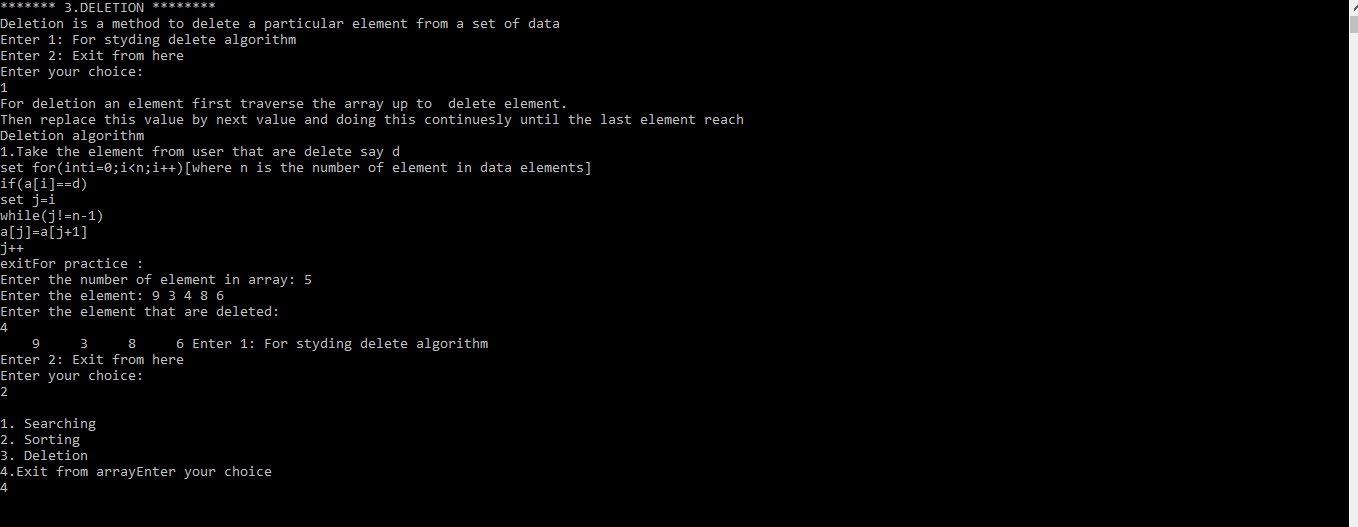 ******* 3.DELETION ********
Deletion is a method to delete a particular element from a set of data
Enter 1: For styding delete algorithm
Enter 2: Exit from here
Enter your choice:
1
For deletion an element first traverse the array up to  delete element.
Then replace this value by next value and doing this continuesly until the last element reach
Deletion algorithm
1.Take the element from user that are delete say d
set for(inti=0;i<n;i++)[where n is the number of element in data elements]
if(a[i]==d)
set j=i
while(j!=n-1)
a[j]=a[j+1]
j++
exitFor practice :
Enter the number of element in array: 5
Enter the element: 9 3 4 8 6
Enter the element that are deleted:
4
    9     3     8     6 Enter 1: For styding delete algorithm
Enter 2: Exit from here
Enter your choice:
2
1. Searching
2. Sorting
3. Deletion
4.Exit from arrayEnter your choice
4